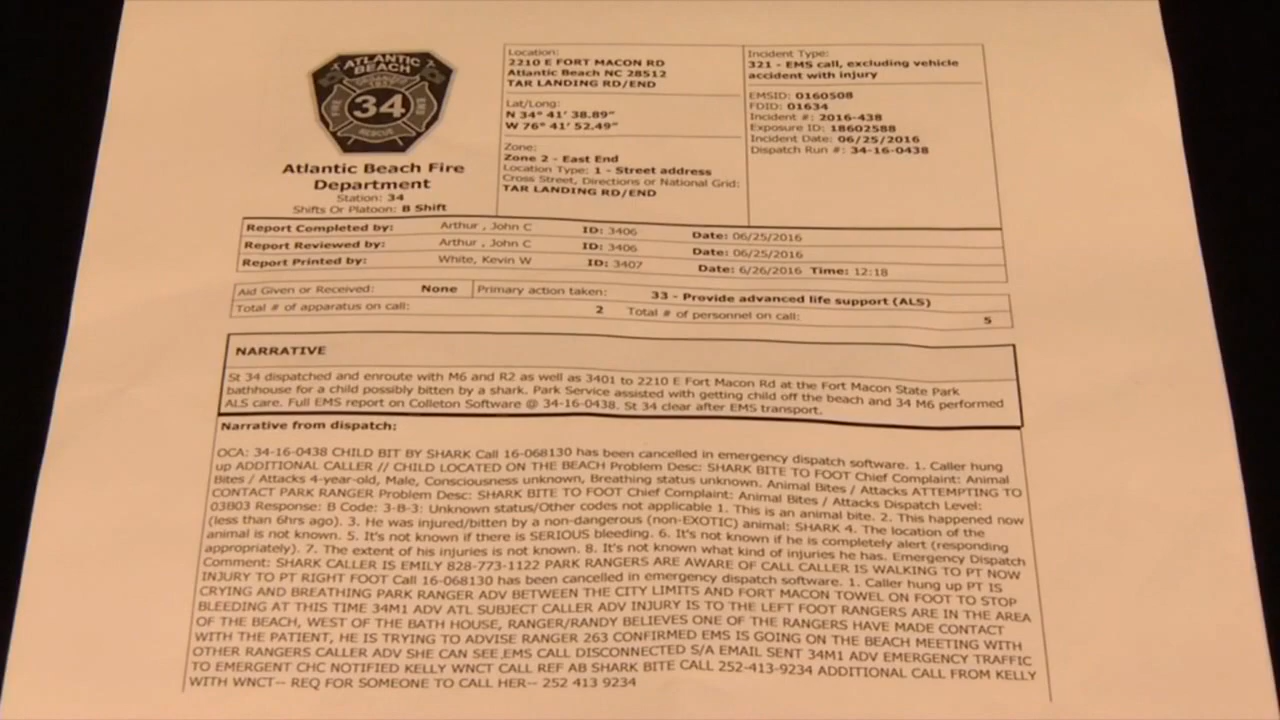 ATLANTIC
BEACH
34
FIRE
EMS
RESCUE
Atlantic Beach Fire
Department
Station: 34
Shifts Or Platoon: B Shift
Location:
2210 E FORT MACON RD
Atlantic Beach NC 28512
TAR LANDING RD/END
Lat/Long:
N 34° 41' 38.89"
W 76° 41' 52.49"
Zone:
Zone 2 - East End
Location Type: 1 - Street address
Cross Street, Directions or National Grid:
TAR LANDING RD/END
Incident Type:
321 - EMS call, excluding vehicle
accident with injury
EMSID: 0160508
FDID: 01634
Incident #: 2016-438
Exposure ID: 18602588
Incident Date: 06/25/2016
Dispatch Run #: 34-16-0438
Report Completed by: Arthur , John C ID: 3406 Date: 06/25/2016
Report Reviewed by: Arthur , John C ID: 3406 Date: 06/25/2016
Report Printed by: White, Kevin W ID: 3407 Date: 6/26/2016 Time: 12:18
Aid Given or Received: None Primary action taken: 33 - Provide advanced life support (ALS)
Total # of apparatus on call: 2 Total # of personnel on call: 5
NARRATIVE
St 34 dispatched and enroute with M6 and R2 as well as 3401 to 2210 E Fort Macon Rd at the Fort Macon State Park
bathhouse for a child possibly bitten by a shark. Park Service assisted with getting child off the beach and 34 M6 performed
ALS care. Full EMS report on Colleton Software @ 34-16-0438. St 34 clear after EMS transport.
Narrative from dispatch:
OCA: 34-16-0438 CHILD BIT BY SHARK Call 16-068130 has been cancelled in emergency dispatch software. 1. Caller hung
up ADDITIONAL CALLER // CHILD LOCATED ON THE BEACH Problem Desc: SHARK BITE TO FOOT Chief Complaint: Animal
Bites / Attacks 4-year-old, Male, Consciousness unknown, Breathing status unknown. Animal Bites / Attacks ATTEMPTING TO
CONTACT PARK RANGER Problem Desc: SHARK BITE TO FOOT Chief Complaint: Animal Bites / Attacks Dispatch Level:
03B03 Response: B Code: 3-B-3: Unknown status/Other codes not applicable 1. This is an animal bite. 2. This happened now
(less than 6hrs ago). 3. He was injured/bitten by a non-dangerous (non-EXOTIC) animal: SHARK 4. The location of the
animal is not known. 5. It's not known if there is SERIOUS bleeding. 6. It's not known if he is completely alert (responding
appropriately). 7. The extent of his injuries is not known. 8. It's not known what kind of injuries he has. Emergency Dispatch
Comment: SHARK CALLER IS EMILY 828-773-1122 PARK RANGERS ARE AWARE OF CALL CALLER IS WALKING TO PT NOW
INJURY TO PT RIGHT FOOT Call 16-068130 has been cancelled in emergency dispatch software. 1. Caller hung up PT IS
CRYING AND BREATHING PARK RANGER ADV BETWEEN THE CITY LIMITS AND FORT MACON TOWEL ON FOOT TO STOP
BLEEDING AT THIS TIME 34M1 ADV ATL SUBJECT CALLER ADV INJURY IS TO THE LEFT FOOT RANGERS ARE IN THE AREA
OF THE BEACH, WEST OF THE BATH HOUSE, RANGER/RANDY BELIEVES ONE OF THE RANGERS HAVE MADE CONTACT
WITH THE PATIENT, HE IS TRYING TO ADVISE RANGER 263 CONFIRMED EMS IS GOING ON THE BEACH MEETING WITH
OTHER RANGERS CALLER ADV SHE CAN SEE EMS CALL DISCONNECTED S/A EMAIL SENT 34M1 ADV EMERGENCY TRAFFIC
TO EMERGENT CHC NOTIFIED KELLY WNCT CALL REF AB SHARK BITE CALL 252-413-9234 ADDITIONAL CALL FROM KELLY
WITH WNCT-- REQ FOR SOMEONE TO CALL HER-- 252 413 9234